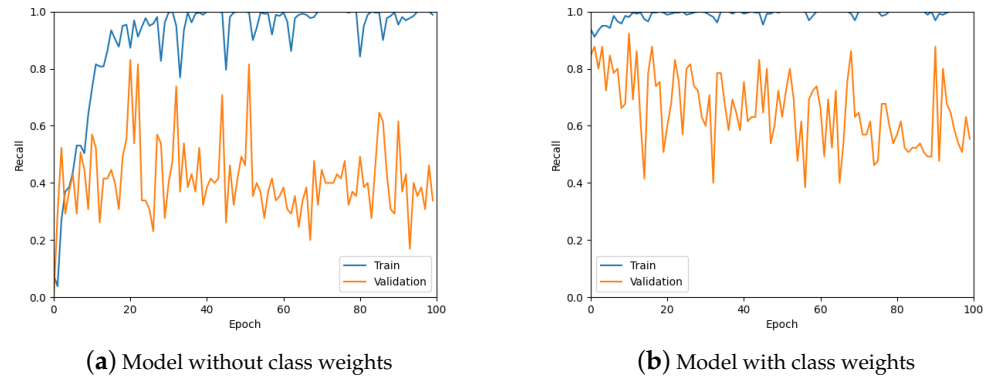 1.0
0.8
0.6
0.4
0.2
0.0
Recall
0 20 40 60 80 100
Epoch
Train
Validation
(a) Model without class weights
1.0
0.8
0.6
0.4
0.2
0.0
Recall
0 20 40 60 80 100
Epoch
Train
Validation
(b) Model with class weights